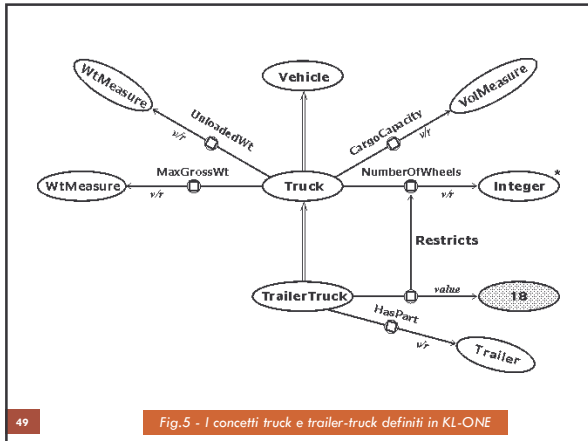 WtMeasure
Vehicle
VolMeasure
UnloadedWt
v/r
CargoCapacity
v/r
WtMeasure
MaxGrossWt
v/r
Truck
NumberOfWheels
v/r
Integer
*
Restricts
TrailerTruck
value
18
HasPart
v/r
Trailer
49
Fig.5 - I concetti truck e trailer-truck definiti in KL-ONE